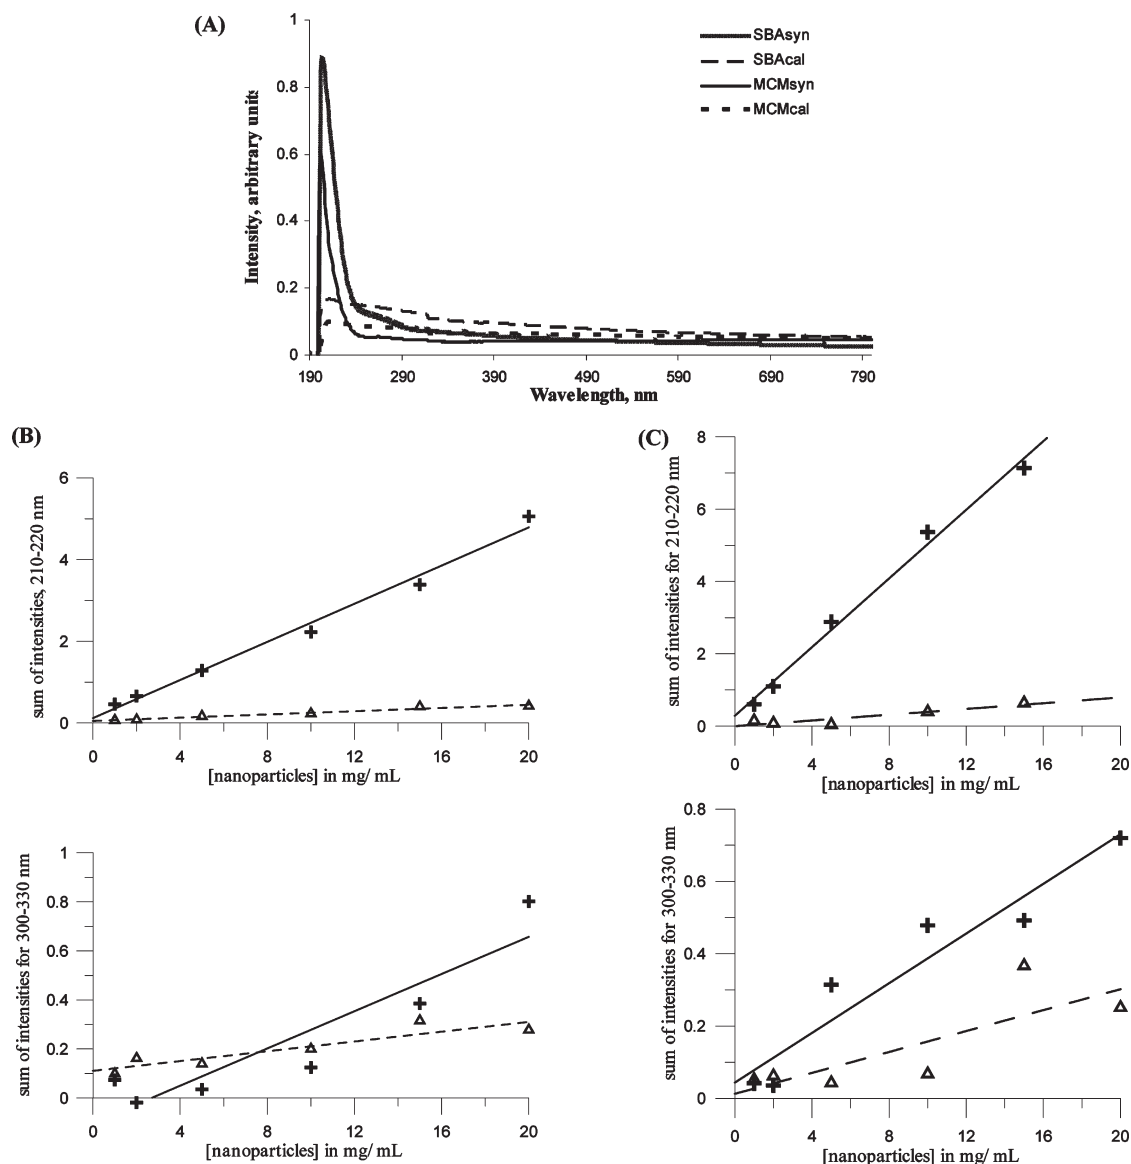 (A)
Intensity, arbitrary units
1
0.8
0.6
0.4
0.2
0
190 290 390 490 590 690 790
Wavelength, nm
SBAsyn
SBAcal
MCMsyn
MCMcal
(B)
sum of intensities, 210-220 nm
6
4
2
0
0 4 8 12 16 20
[nanoparticles] in mg/ mL
sum of intensities for 300-330 nm
1
0.8
0.6
0.4
0.2
0
0 4 8 12 16 20
[nanoparticles] in mg/ mL
(C)
sum of intensities for 210-220 nm
8
6
4
2
0
0 4 8 12 16 20
[nanoparticles] in mg/ mL
sum of intensities for 300-330 nm
0.8
0.6
0.4
0.2
0
0 4 8 12 16 20
[nanoparticles] in mg/ mL